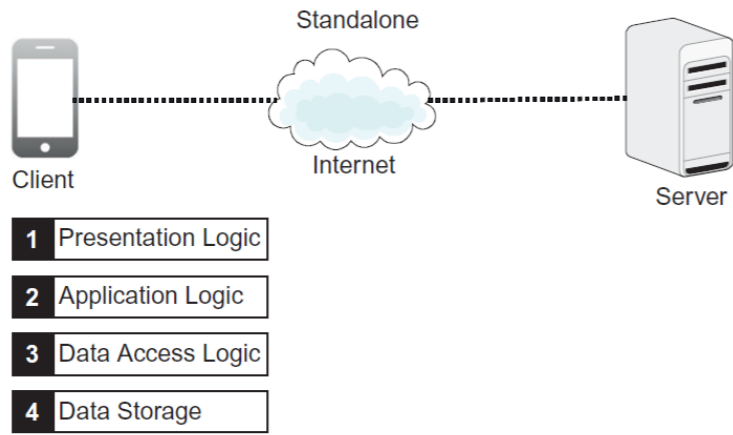 Standalone
Internet
Client
Server
1 Presentation Logic
2 Application Logic
3 Data Access Logic
4 Data Storage